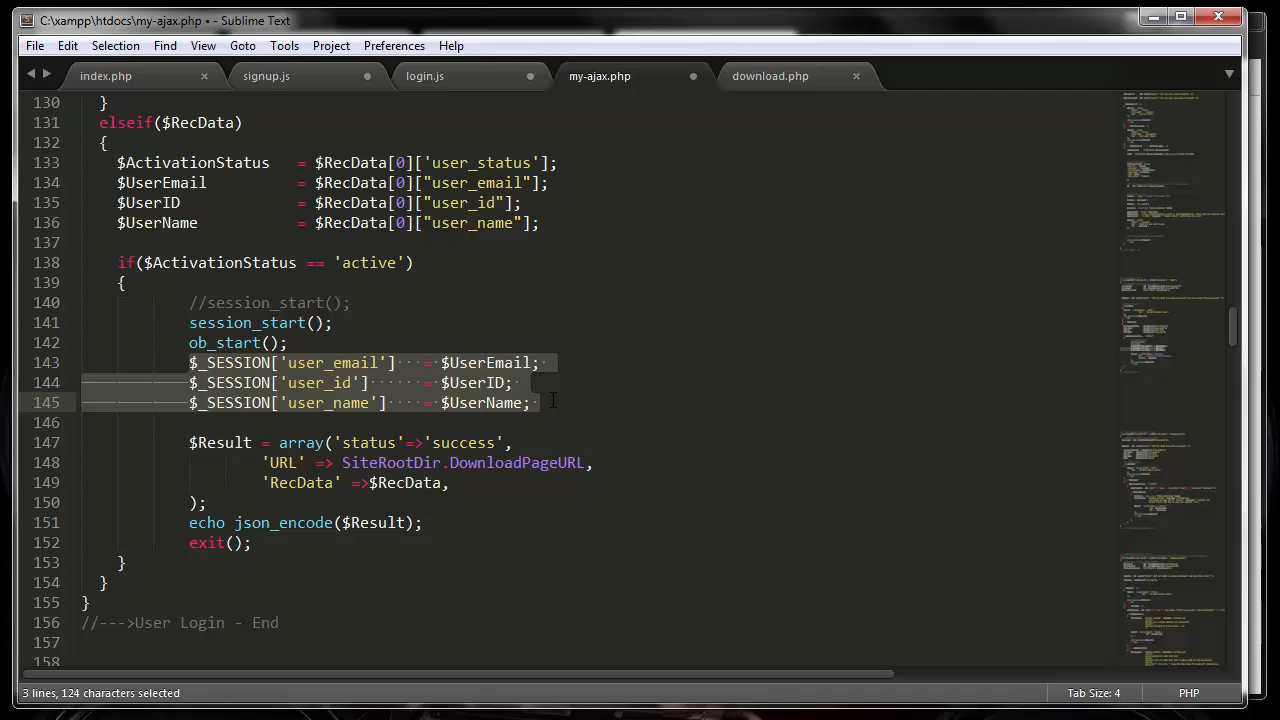 C:\xampp\htdocs\my-ajax.php • - Sublime Text
File Edit Selection Find View Goto Tools Project Preferences Help
index.php signup.js login.js my-ajax.php download.php
130 }
131 elseif($RecData)
132 {
133 $ActivationStatus = $RecData[0]["user_status'];
134 $UserEmail = $RecData[0]["user_email"];
135 $UserID = $RecData[0]["user_id"];
136 $UserName = $RecData[0]["user_name"];
137
138 if($ActivationStatus == 'active')
139 {
140 //session_start();
141 session_start();
142 ob_start();
143 $_SESSION['user_email'] = $UserEmail;
144 $_SESSION['user_id'] = $UserID;
145 $_SESSION['user_name'] = $UserName;
146
147 $Result = array('status'=>'success',
148 'URL' => SiteRootDir.DownloadPageURL,
149 'RecData' =>$RecData
150 );
151 echo json_encode($Result);
152 exit();
153 }
154 }
155 }
156 //--->User Login - End
157
158
3 lines, 124 characters selected Tab Size: 4 PHP